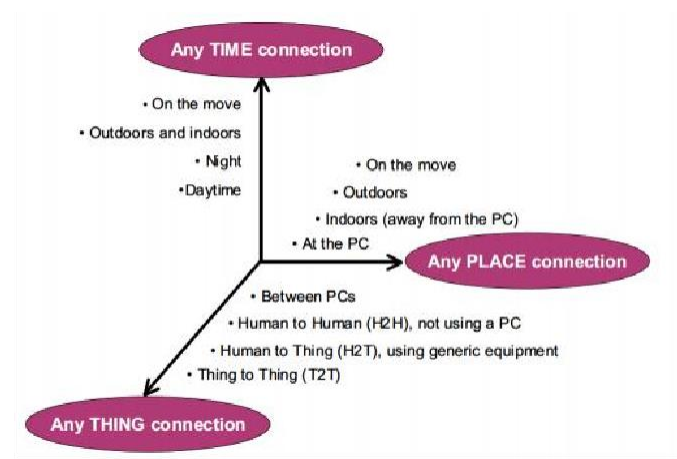 Any TIME connection
• On the move
• Outdoors and indoors
• Night
•Daytime
• On the move
• Outdoors
• Indoors (away from the PC)
• At the PC
Any PLACE connection
• Between PCs
• Human to Human (H2H), not using a PC
• Human to Thing (H2T), using generic equipment
• Thing to Thing (T2T)
Any THING connection